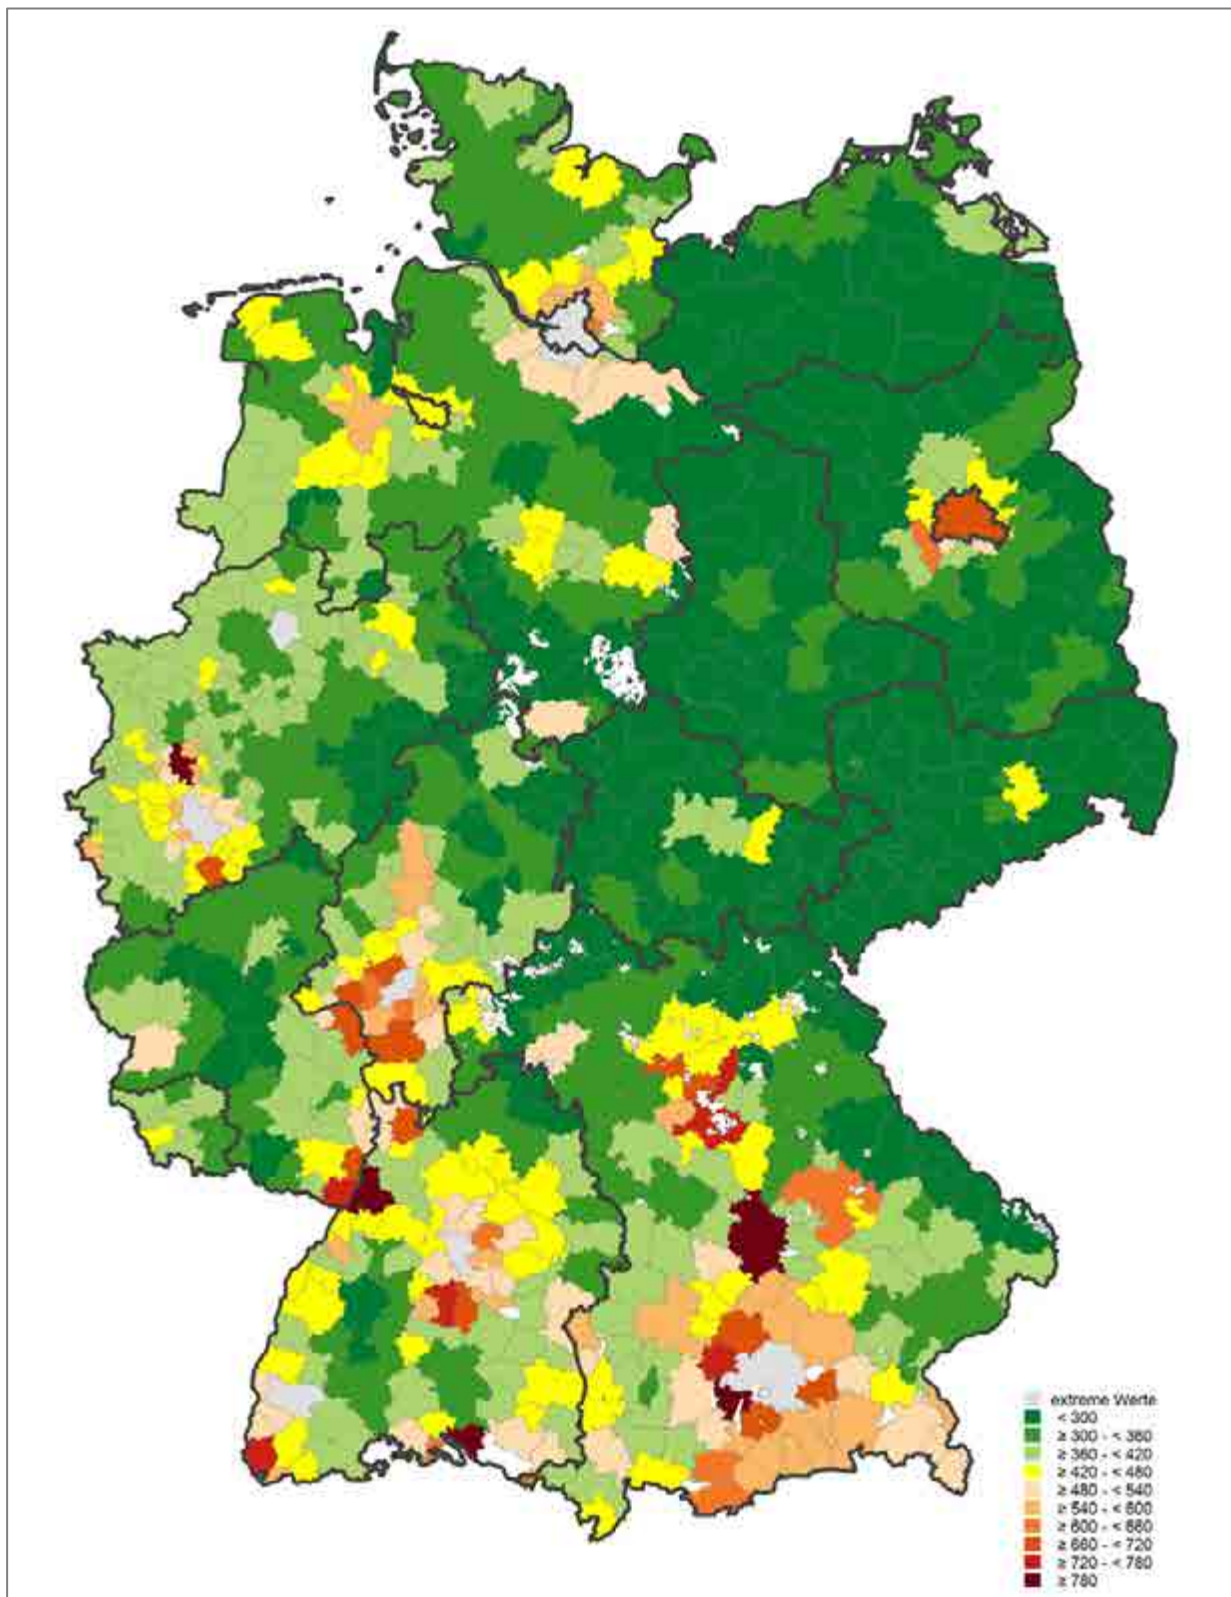 extreme Werte
< 300
≥ 300 - < 360
≥ 360 - < 420
≥ 420 - < 480
≥ 480 - < 540
≥ 540 - < 600
≥ 600 - < 660
≥ 660 - < 720
≥ 720 - < 780
≥ 780